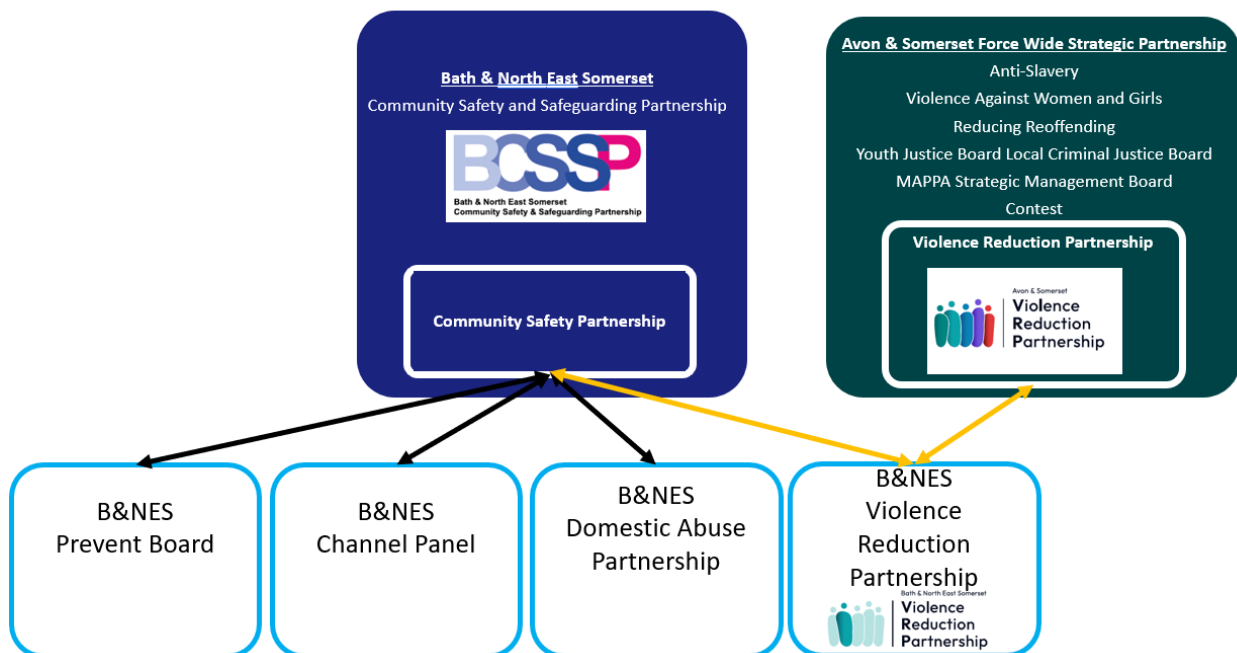 Bath & North East Somerset
Community Safety and Safeguarding Partnership
BCSSP
Bath & North East Somerset
Community Safety & Safeguarding Partnership
Community Safety Partnership
Avon & Somerset Force Wide Strategic Partnership
Anti-Slavery
Violence Against Women and Girls
Reducing Reoffending
Youth Justice Board Local Criminal Justice Board
MAPPA Strategic Management Board
Contest
Violence Reduction Partnership
Avon & Somerset
Violence
Reduction
Partnership
B&NES
Prevent Board
B&NES
Channel Panel
B&NES
Domestic Abuse
Partnership
B&NES
Violence
Reduction
Partnership
Bath & North East Somerset
Violence
Reduction
Partnership